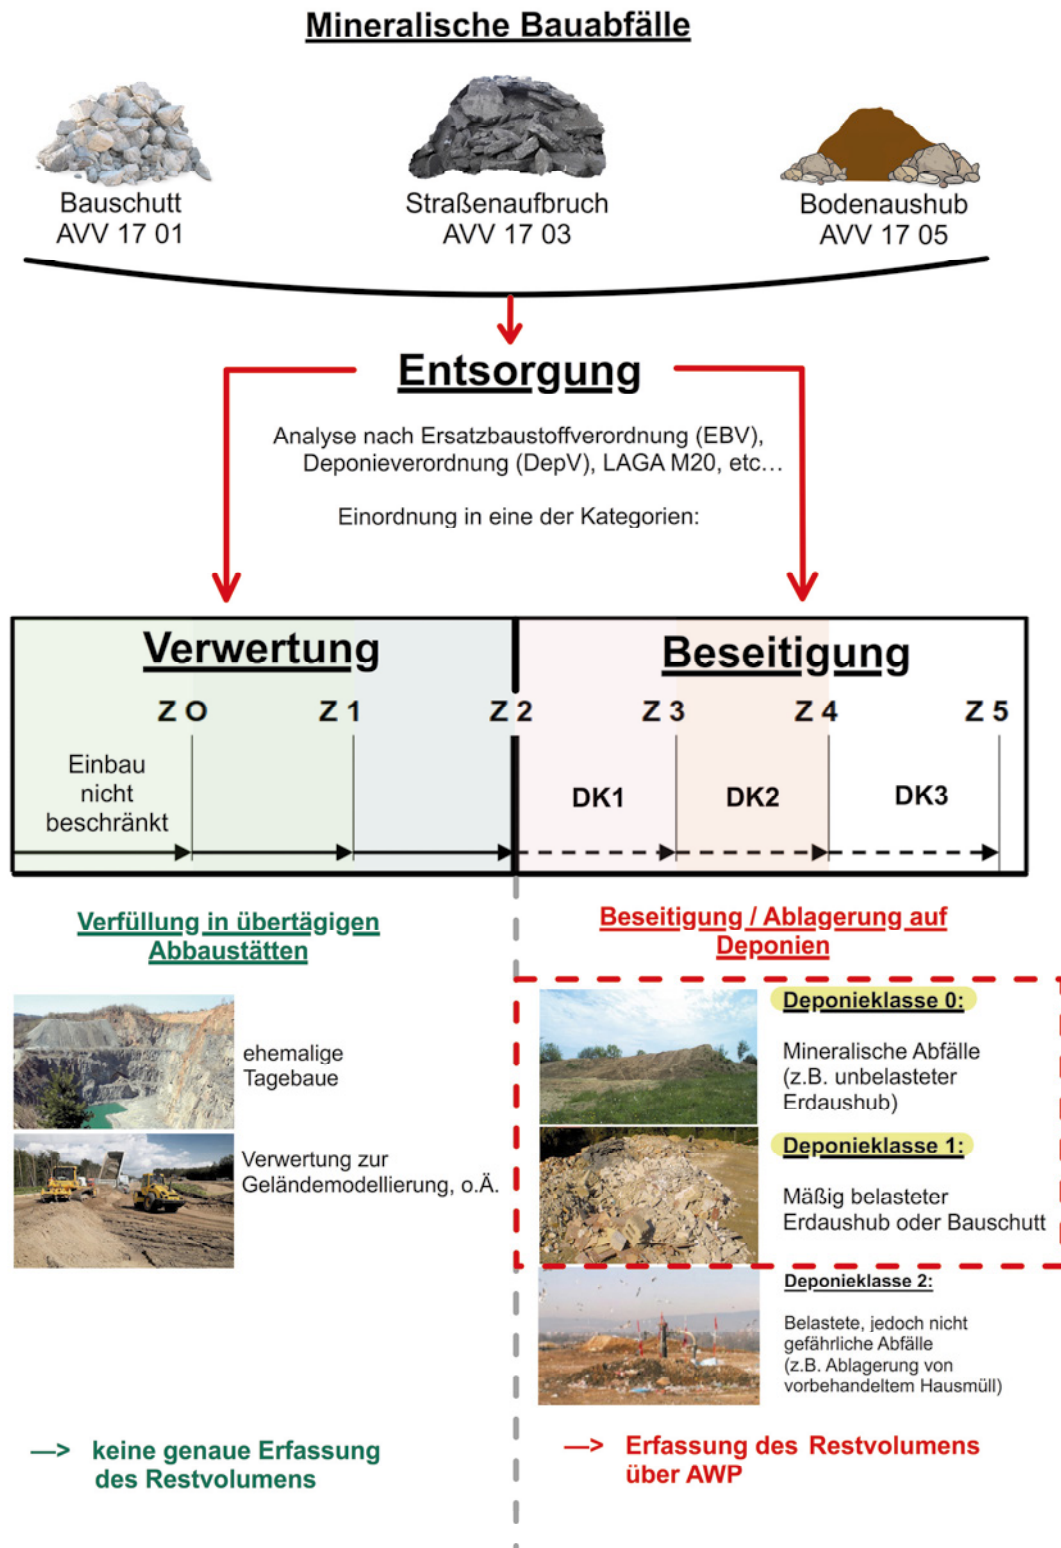 Mineralische Bauabfälle
Bauschutt
AVV 17 01
Straßenaufbruch
AVV 17 03
Bodenaushub
AVV 17 05
Entsorgung
Analyse nach Ersatzbaustoffverordnung (EBV),
Deponieverordnung (DepV), LAGA M20, etc…
Einordnung in eine der Kategorien:
Verwertung
Beseitigung
Z O
Z 1
Z 2
Z 3
Z 4
Z 5
Einbau
nicht
beschränkt
DK1
DK2
DK3
Verfüllung in übertägigen
Abbaustätten
ehemalige
Tagebaue
Verwertung zur
Geländemodellierung, o.Ä.
—> keine genaue Erfassung
des Restvolumens
Beseitigung / Ablagerung auf
Deponien
Deponieklasse 0:
Mineralische Abfälle
(z.B. unbelasteter
Erdaushub)
Deponieklasse 1:
Mäßig belasteter
Erdaushub oder Bauschutt
Deponieklasse 2:
Belastete, jedoch nicht
gefährliche Abfälle
(z.B. Ablagerung von
vorbehandeltem Hausmüll)
—> Erfassung des Restvolumens
über AWP